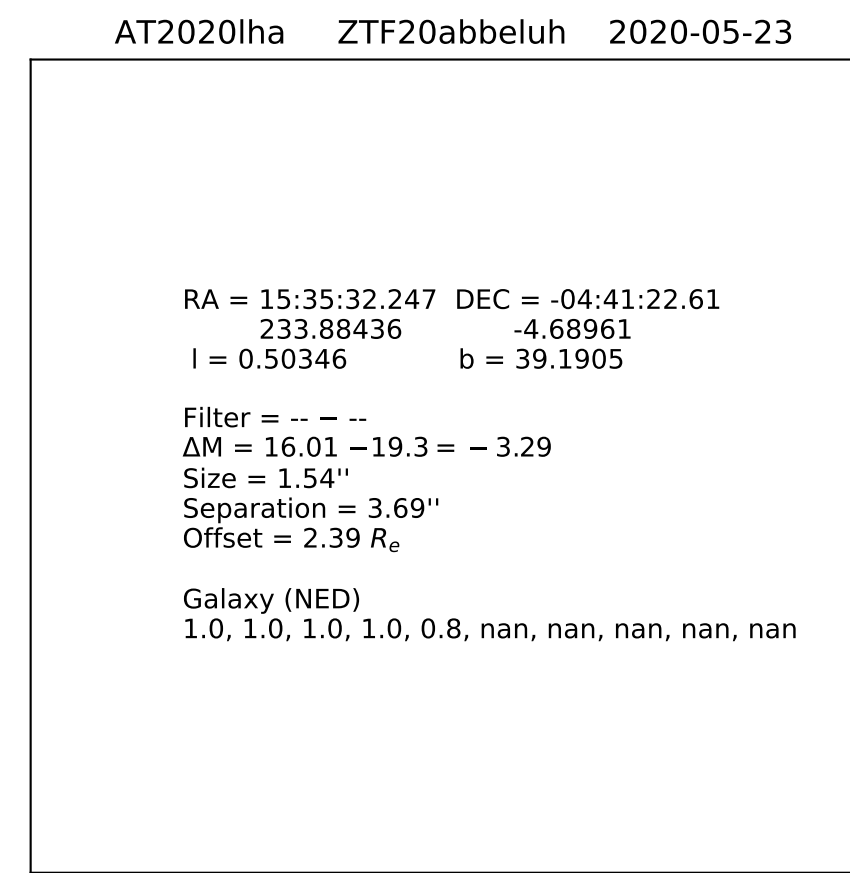 AT2020lha ZTF20abbeluh 2020-05-23
RA = 15:35:32.247 DEC = -04:41:22.61
233.88436 -4.68961
l = 0.50346 b = 39.1905
Filter = -- − --
ΔM = 16.01 −19.3 = − 3.29
Size = 1.54''
Separation = 3.69''
Offset = 2.39 Rₑ
Galaxy (NED)
1.0, 1.0, 1.0, 1.0, 0.8, nan, nan, nan, nan, nan